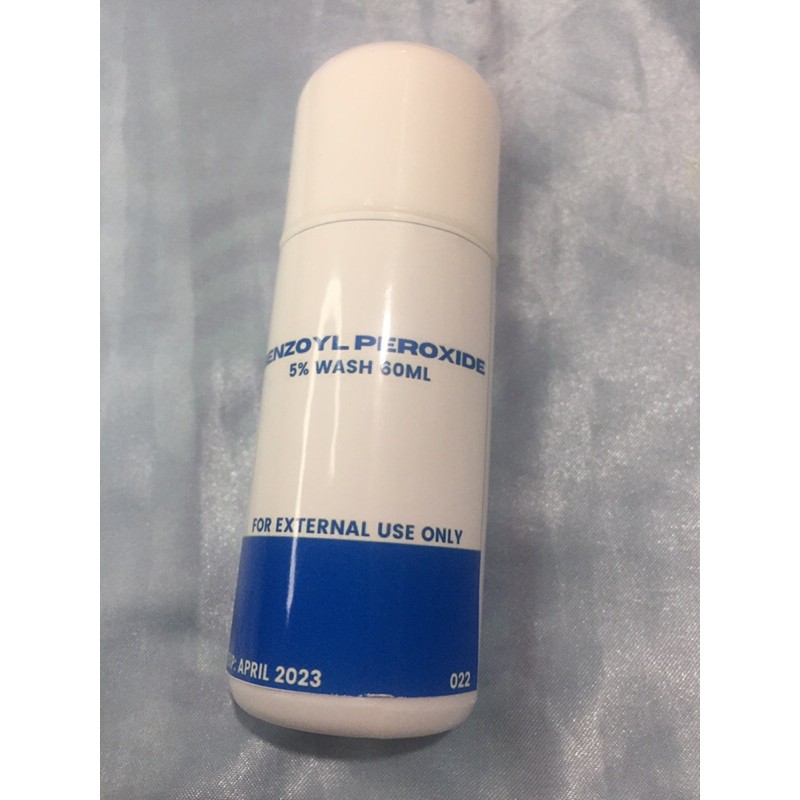 ENZOYL PEROXIDE
5% WASH 60ML
FOR EXTERNAL USE ONLY
APRIL 2023
022